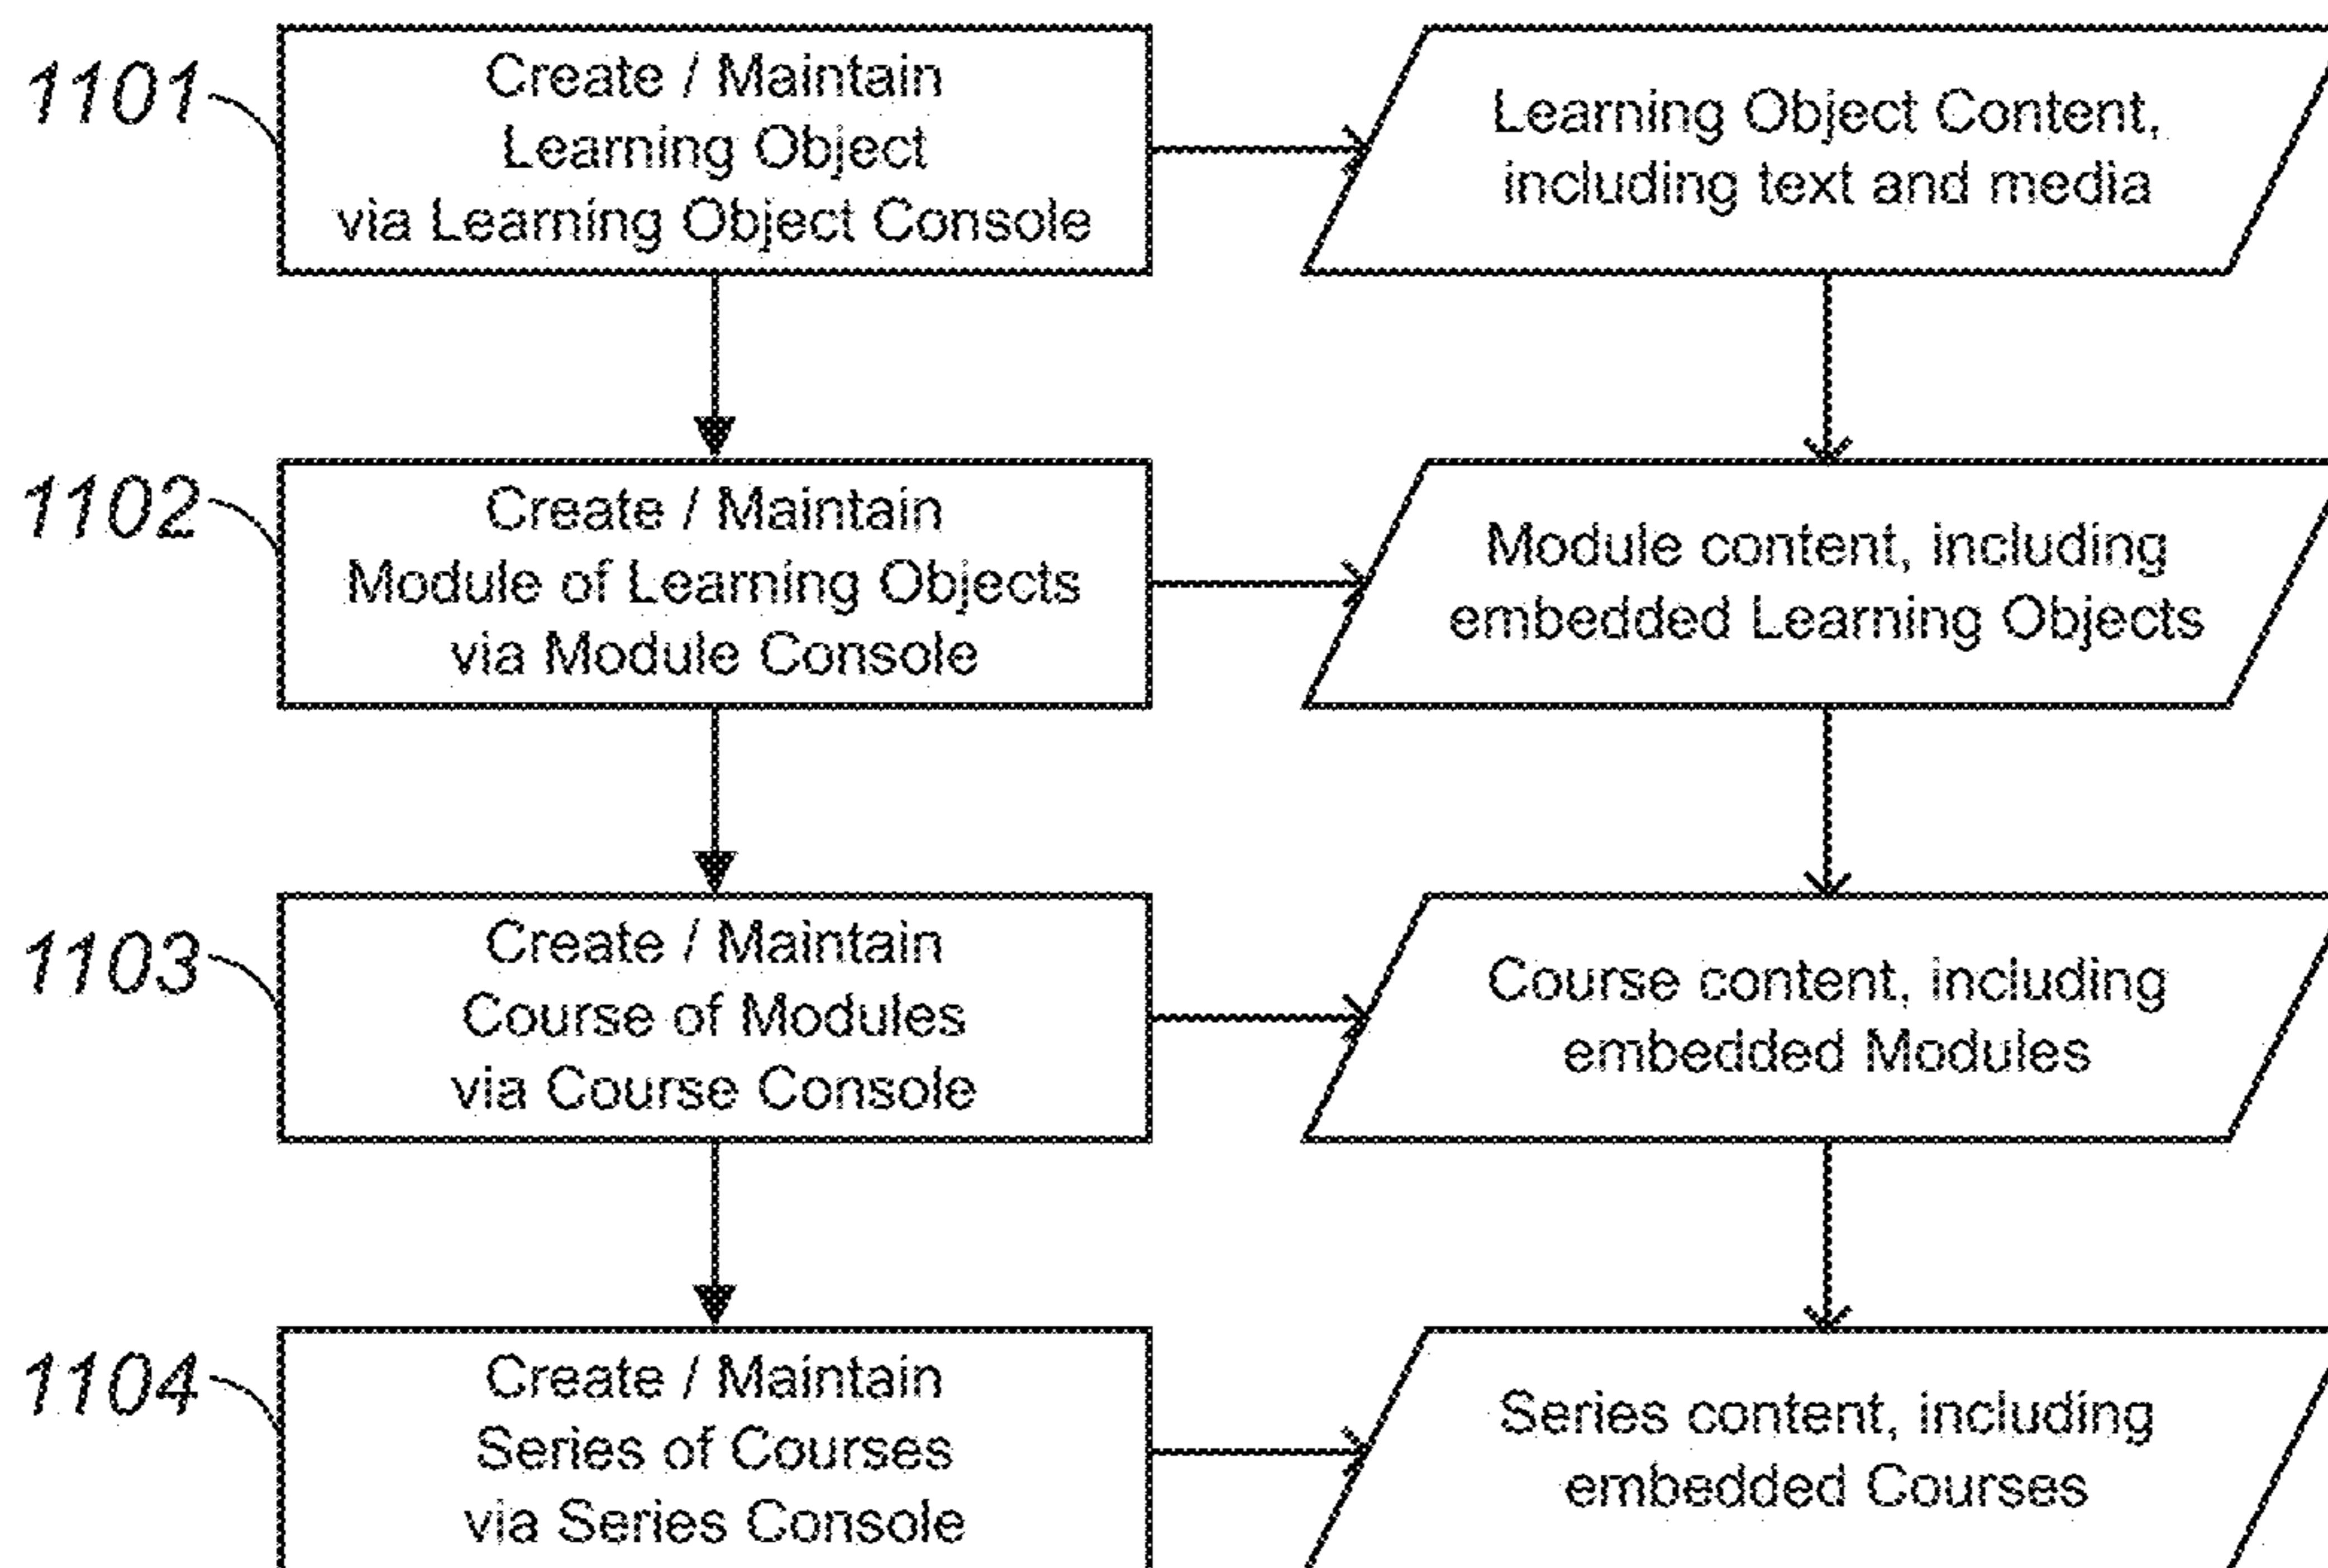 1101
Create / Maintain
Learning Object
via Learning Object Console
Learning Object Content,
including text and media
1102
Create / Maintain
Module of Learning Objects
via Module Console
Module content, including
embedded Learning Objects
1103
Create / Maintain
Course of Modules
via Course Console
Course content, including
embedded Modules
1104
Create / Maintain
Series of Courses
via Series Console
Series content, including
embedded Courses